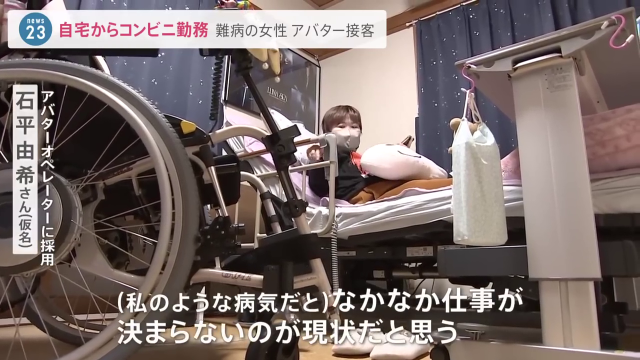 news
23
自宅からコンビニ勤務 難病の女性 アバター接客
アバターオペレーターに採用
石平由希さん(仮名)
(私のような病気だと)なかなか仕事が
決まらないのが現状だと思う